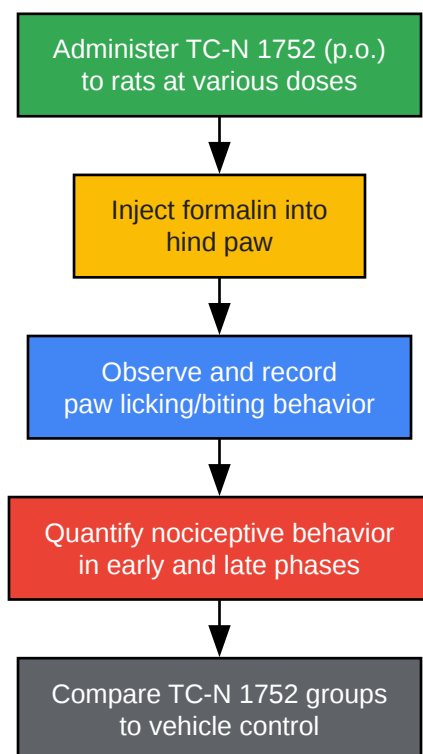 Administer TC-N 1752 (p.o.)
to rats at various doses
Inject formalin into
hind paw
Observe and record
paw licking/biting behavior
Quantify nociceptive behavior
in early and late phases
Compare TC-N 1752 groups
to vehicle control